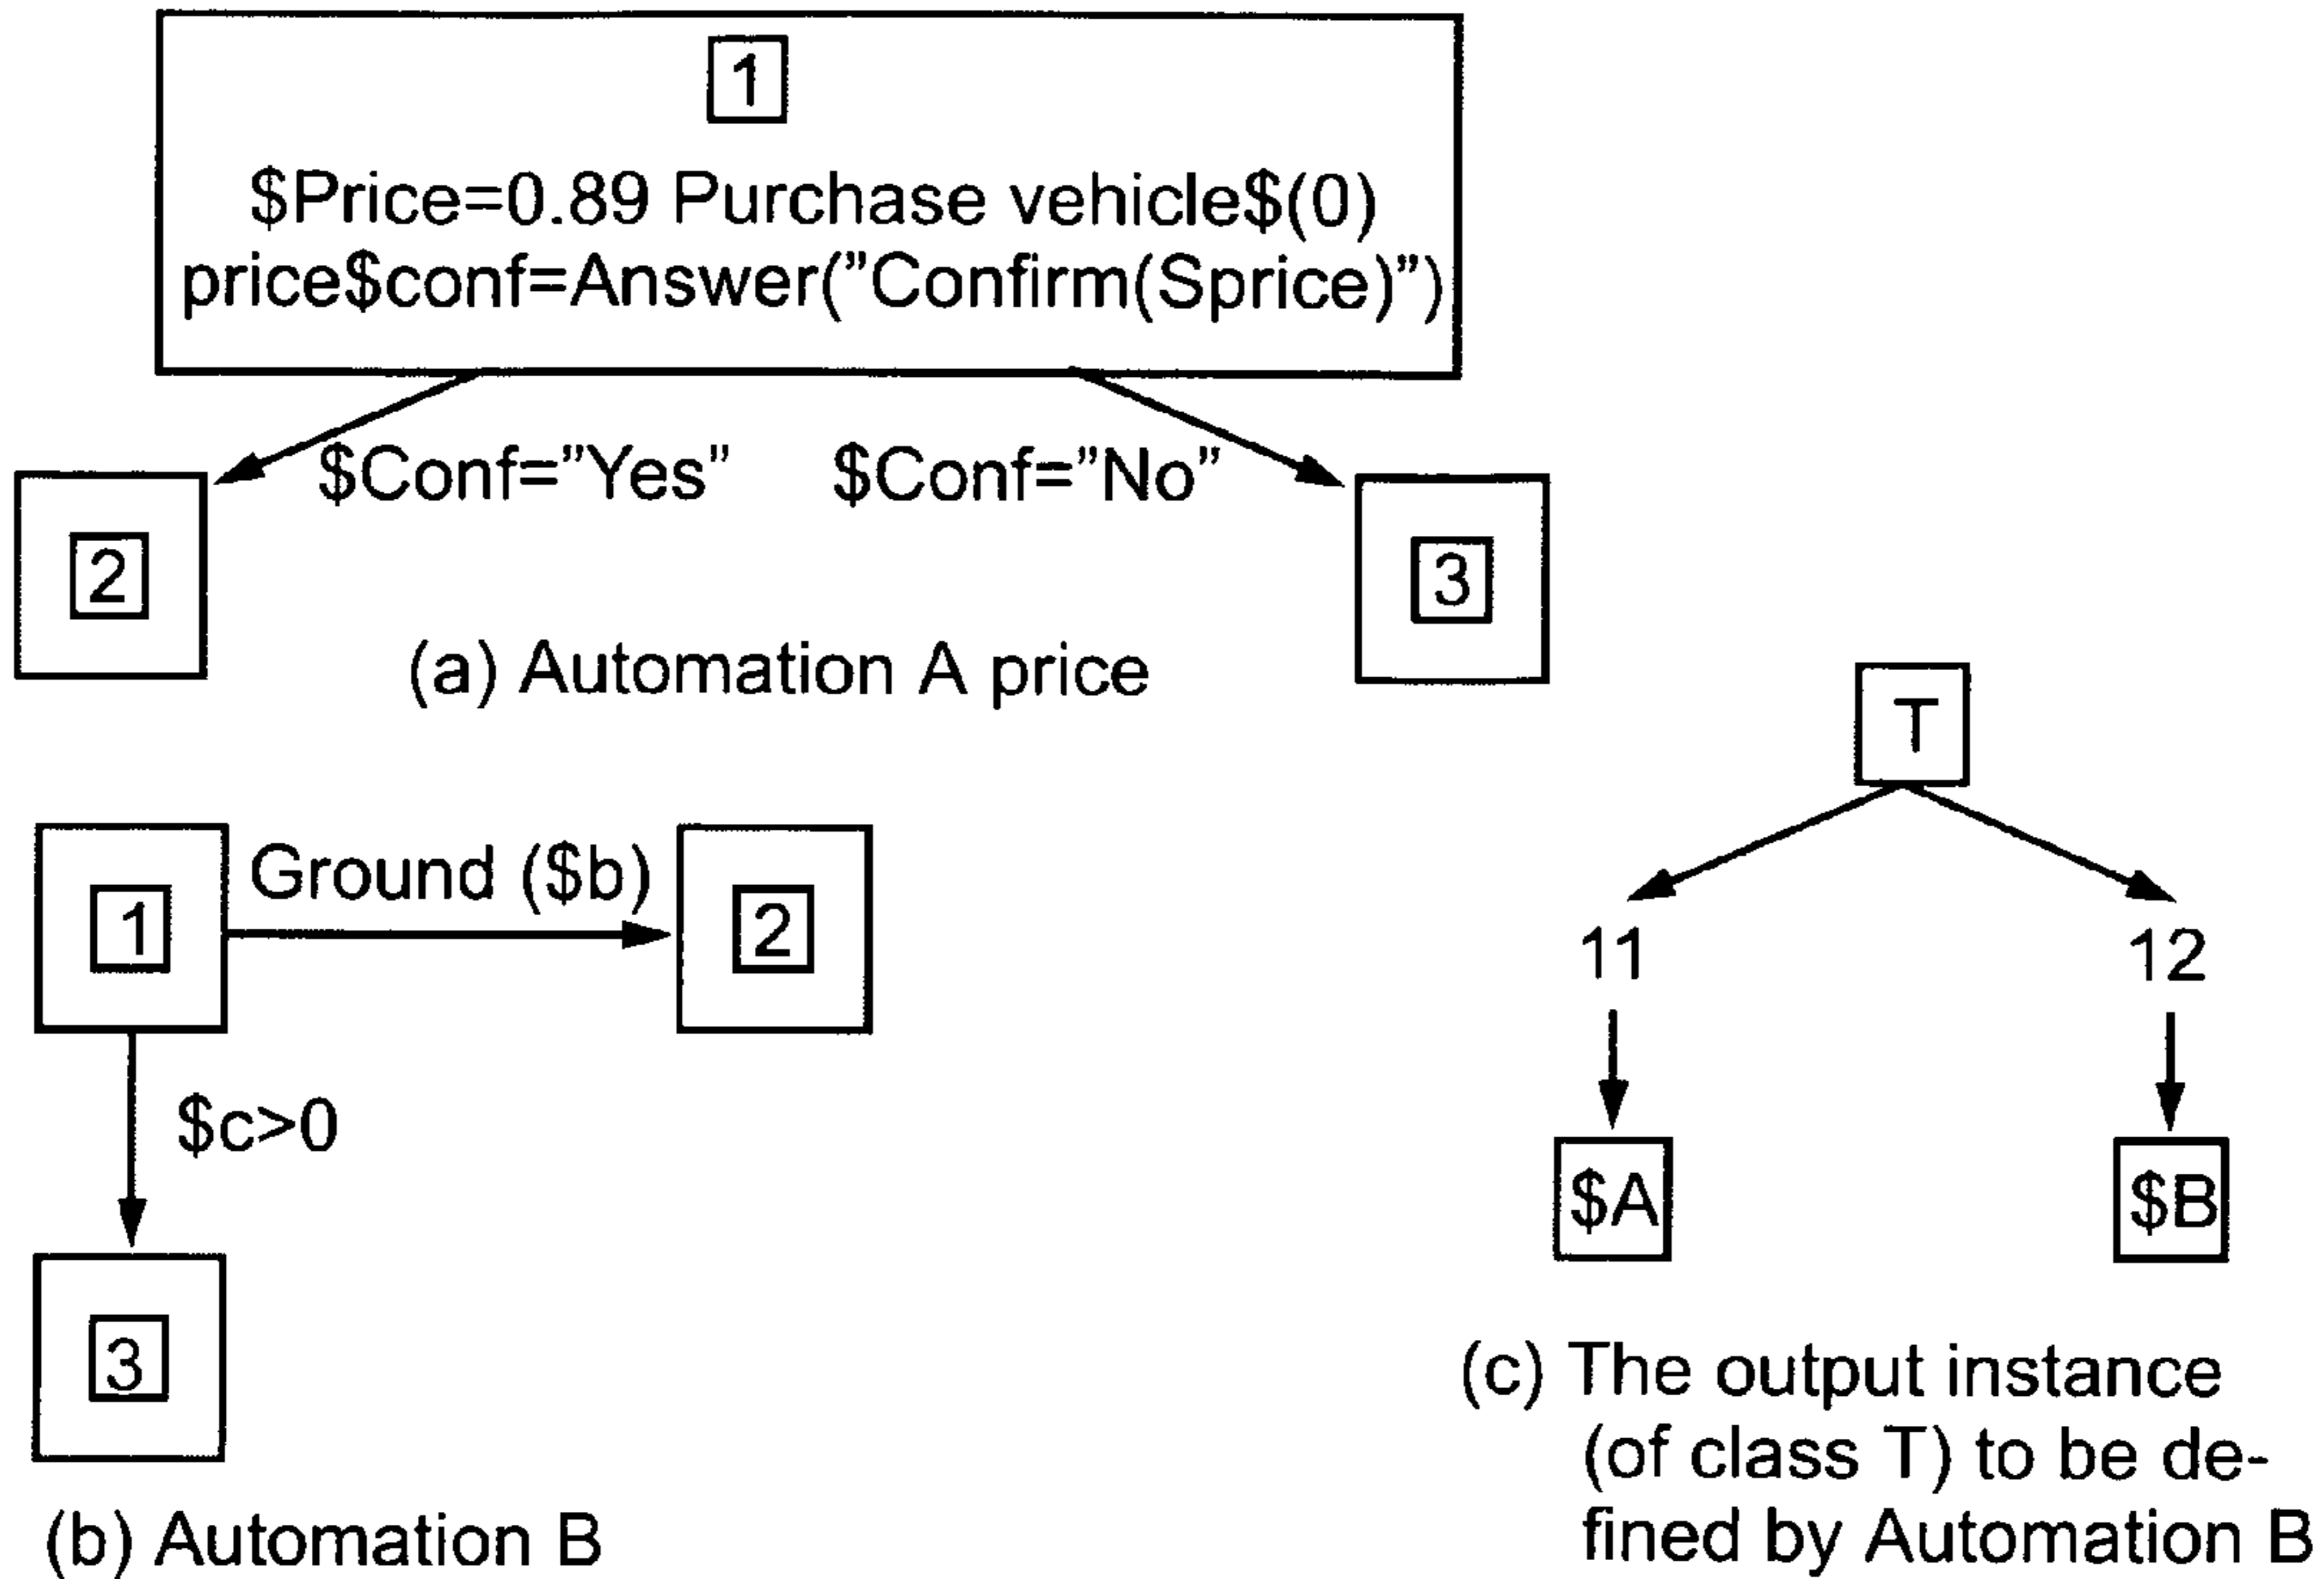 1
$Price=0.89 Purchase vehicle$(0)
price$conf=Answer(”Confirm(Sprice)”)
$Conf=”Yes”
$Conf=”No”
2
3
(a) Automation A price
T
1
Ground ($b)
2
11
12
$c>0
$A
$B
3
(c) The output instance
(of class T) to be de-
fined by Automation B
(b) Automation B